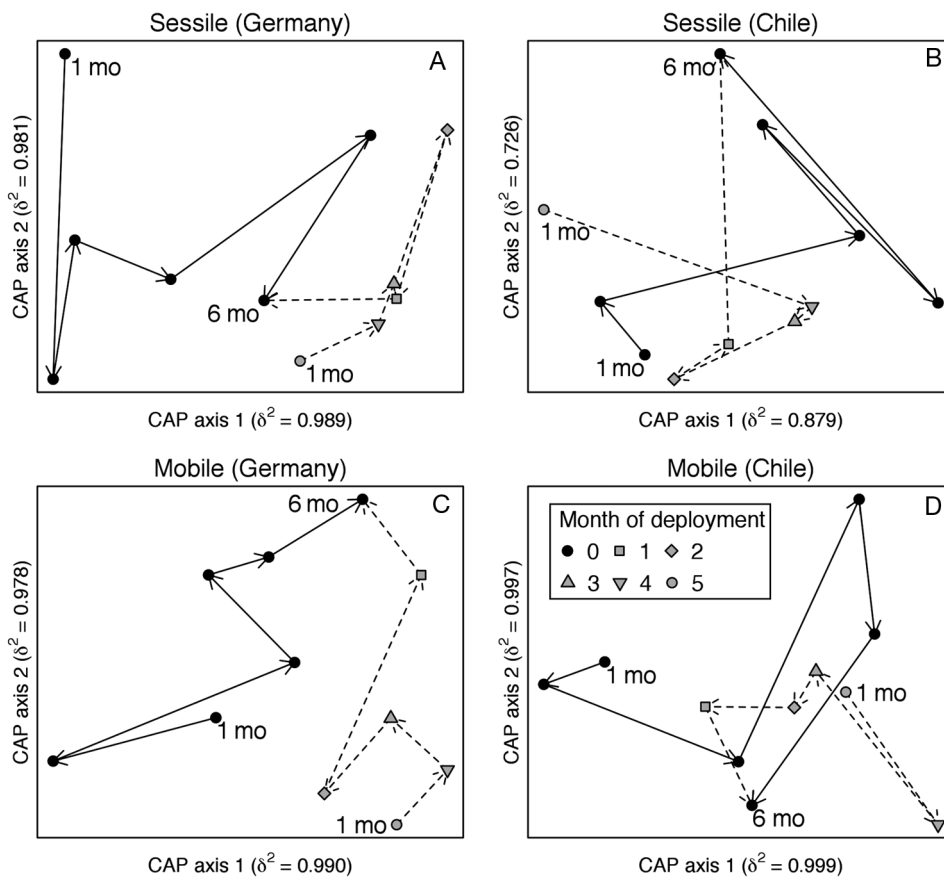 Sessile (Germany)
A
1 mo
6 mo
1 mo
CAP axis 2 (δ² = 0.981)
CAP axis 1 (δ² = 0.989)
Sessile (Chile)
B
6 mo
1 mo
1 mo
CAP axis 2 (δ² = 0.726)
CAP axis 1 (δ² = 0.879)
Mobile (Germany)
C
6 mo
1 mo
1 mo
CAP axis 2 (δ² = 0.978)
CAP axis 1 (δ² = 0.990)
Mobile (Chile)
D
Month of deployment
0 1 2
3 4 5
1 mo
1 mo
6 mo
CAP axis 2 (δ² = 0.997)
CAP axis 1 (δ² = 0.999)